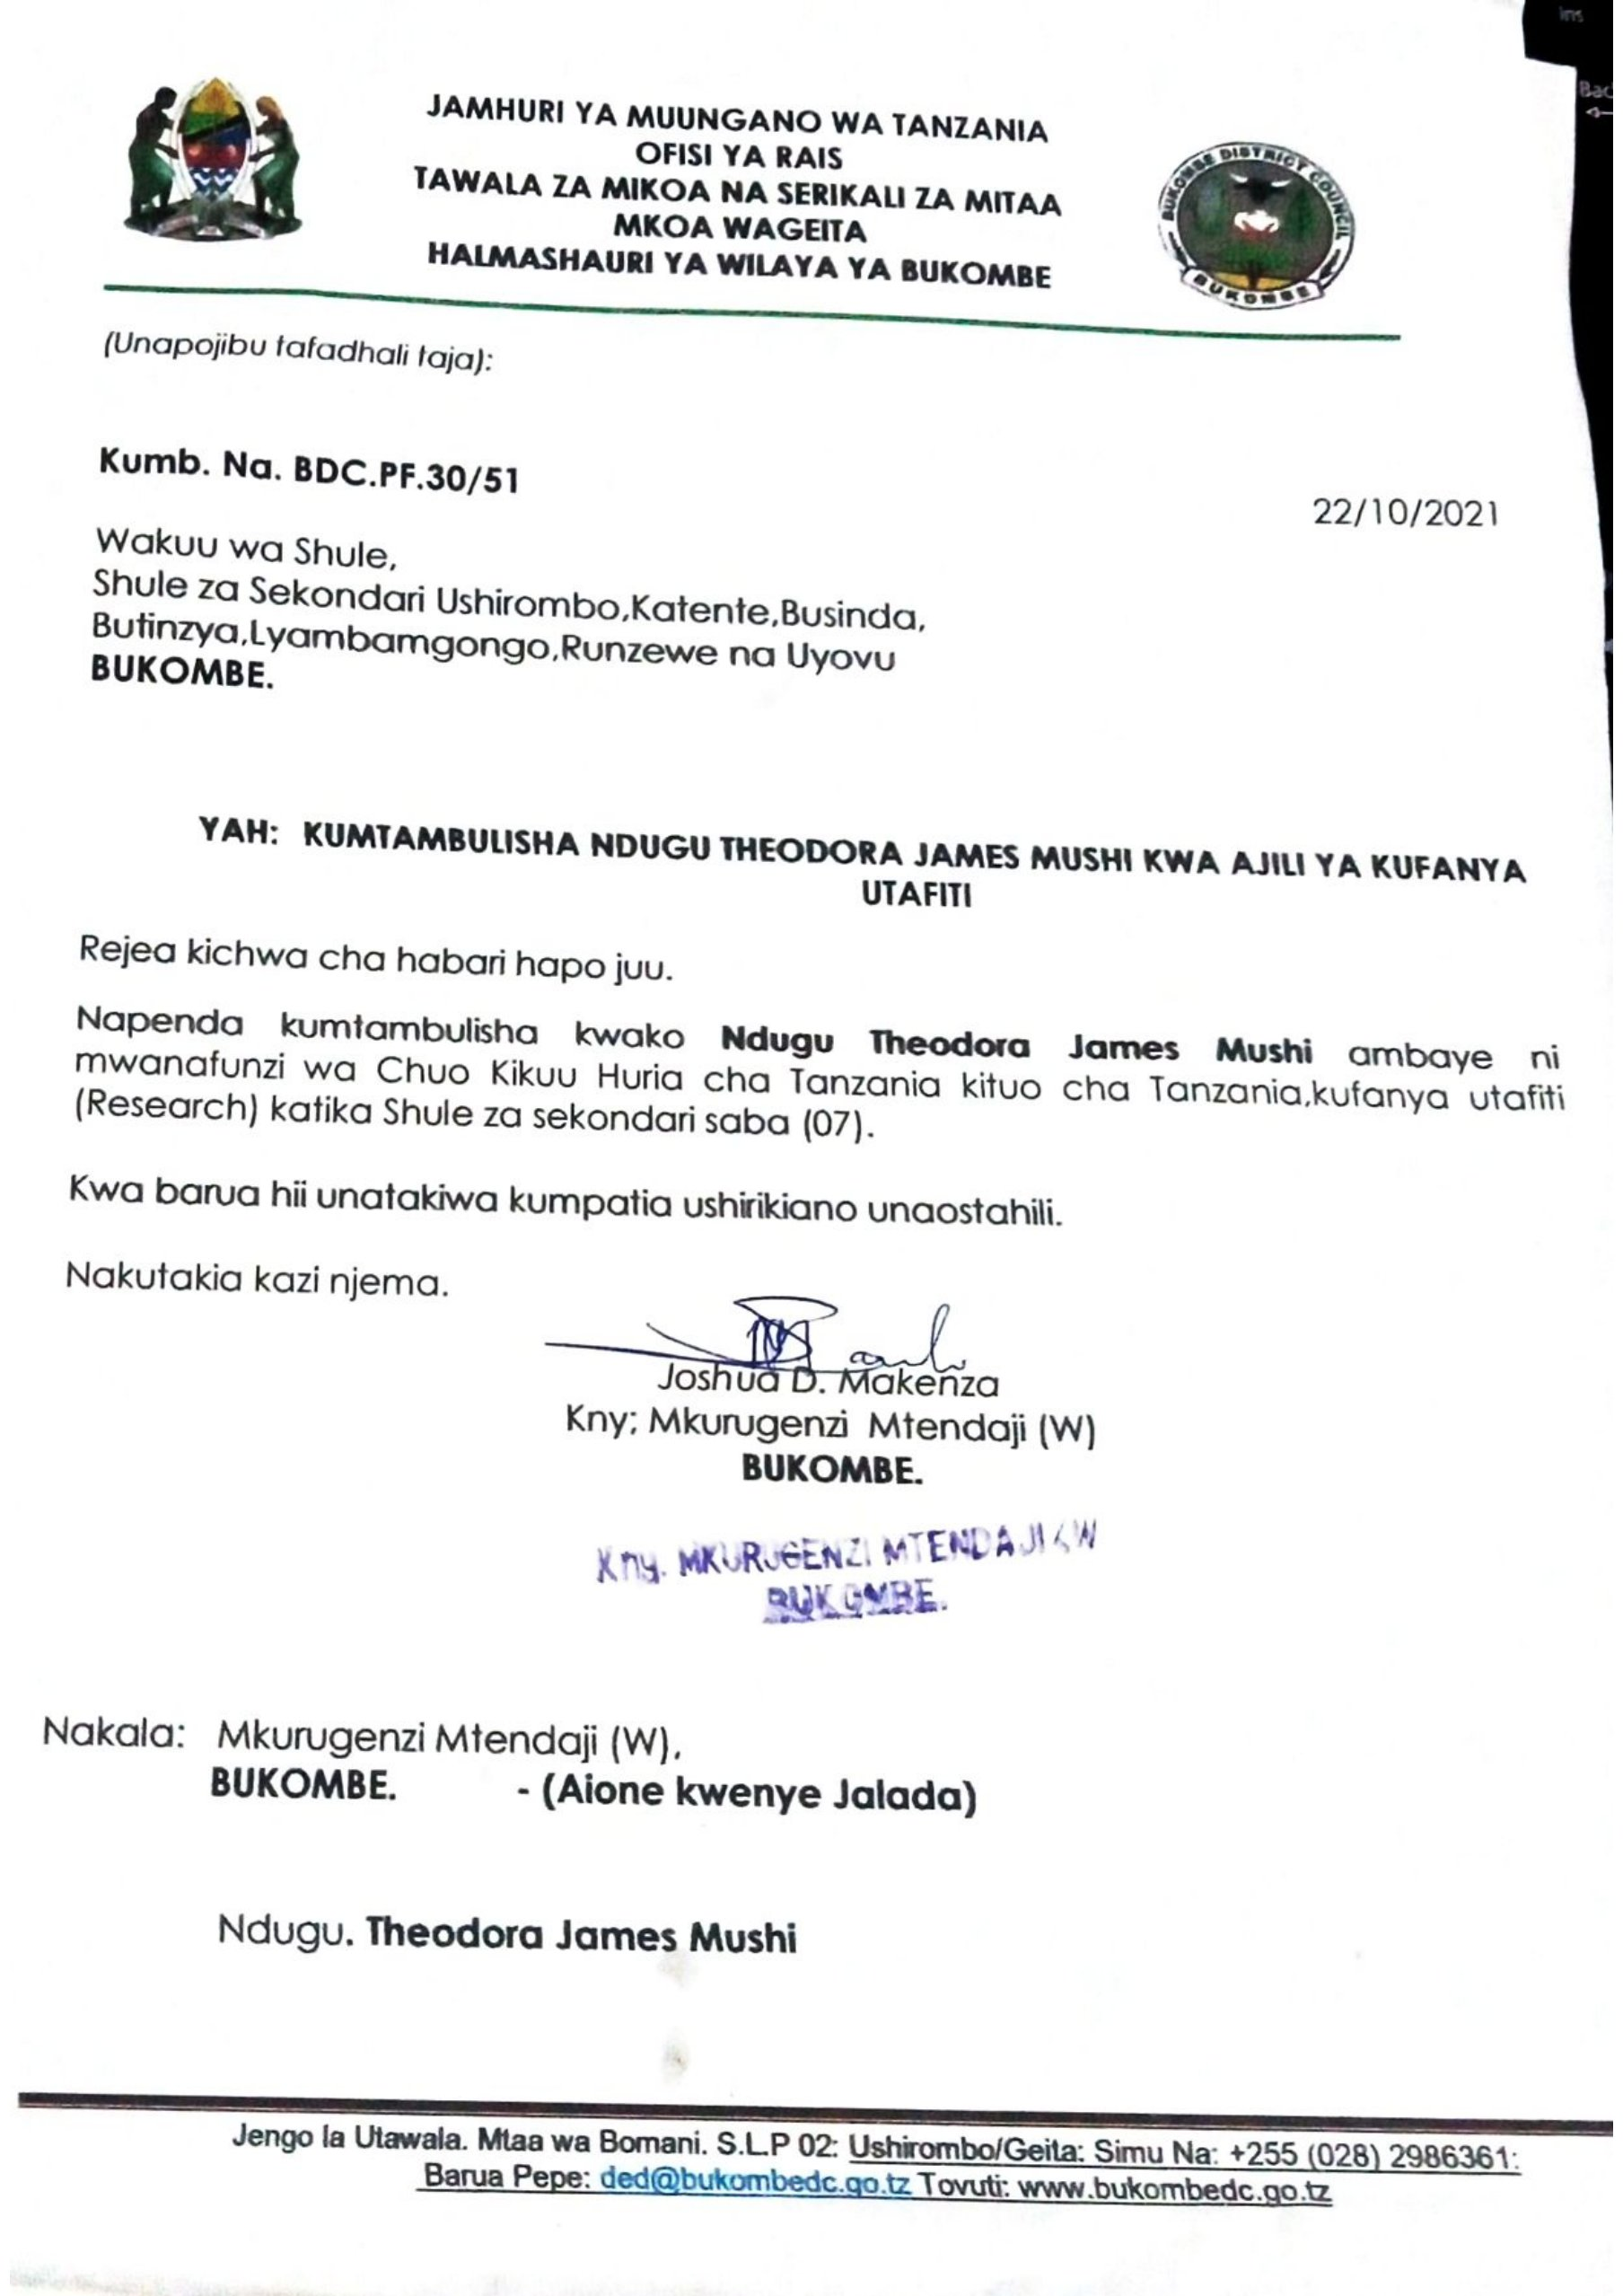 Ins
JAMHURI YA MUUNGANO WA TANZANIA
OFISI YA RAIS
TAWALA ZA MIKOA NA SERIKALI ZA MITAA
MKOA WAGEITA
HALMASHAURI YA WILAYA YA BUKOMBE
BUKOMBE DISTRICT COUNCIL
BUKOMBE
(Unapojibu tafadhali taja):
Kumb. Na. BDC.PF.30/51
22/10/2021
Wakuu wa Shule,
Shule za Sekondari Ushirombo,Katente,Businda,
Butinzya,Lyambamgongo,Runzewe na Uyovu
BUKOMBE.
YAH: KUMTAMBULISHA NDUGU THEODORA JAMES MUSHI KWA AJILI YA KUFANYA
UTAFITI
Rejea kichwa cha habari hapo juu.
Napenda kumtambulisha kwako Ndugu Theodora James Mushi ambaye ni
mwanafunzi wa Chuo Kikuu Huria cha Tanzania kituo cha Tanzania,kufanya utafiti
(Research) katika Shule za sekondari saba (07).
Kwa barua hii unatakiwa kumpatia ushirikiano unaostahili.
Nakutakia kazi njema.
Joshua D. Makenza
Kny; Mkurugenzi Mtendaji (W)
BUKOMBE.
Kny. MKURUGENZI MTENDAJI (W
BUKOMBE.
Nakala: Mkurugenzi Mtendaji (W),
BUKOMBE. - (Aione kwenye Jalada)
Ndugu. Theodora James Mushi
Jengo la Utawala. Mtaa wa Bomani. S.L.P 02: Ushirombo/Geita: Simu Na: +255 (028) 2986361:
Barua Pepe: ded@bukombedc.go.tz Tovuti: www.bukombedc.go.tz